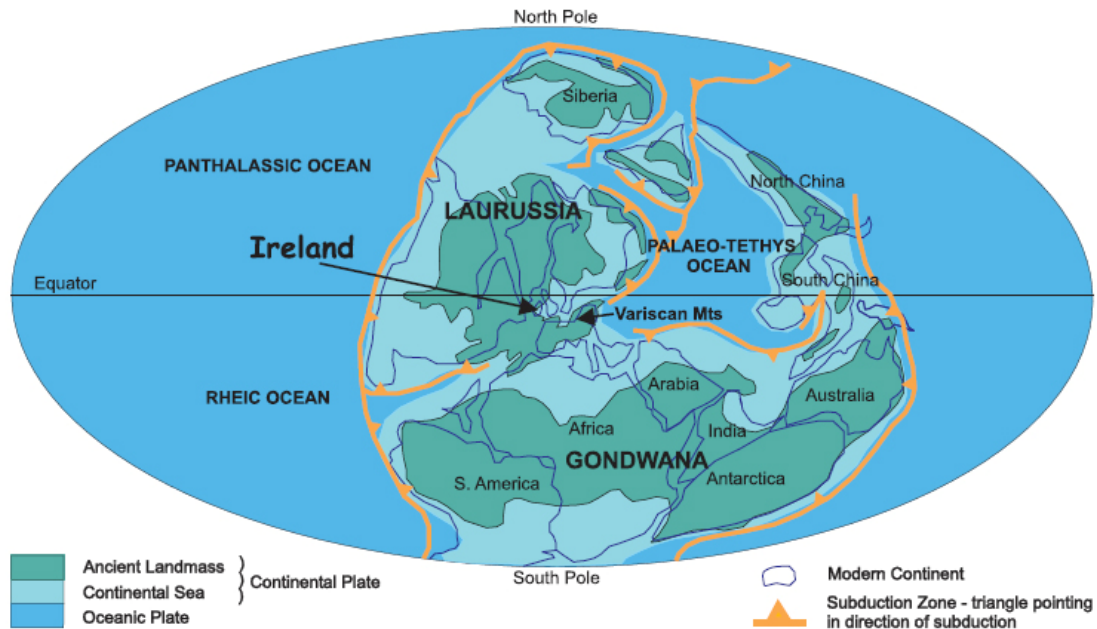 North Pole
Siberia
PANTHALASSIC OCEAN
North China
LAURUSSIA
Ireland
PALAEO-TETHYS
OCEAN
Equator
South China
Variscan Mts
RHEIC OCEAN
Arabia
Australia
Africa
India
GONDWANA
S. America
Antarctica
South Pole
Ancient Landmass
Continental Sea
Continental Plate
Oceanic Plate
Modern Continent
Subduction Zone - triangle pointing
in direction of subduction